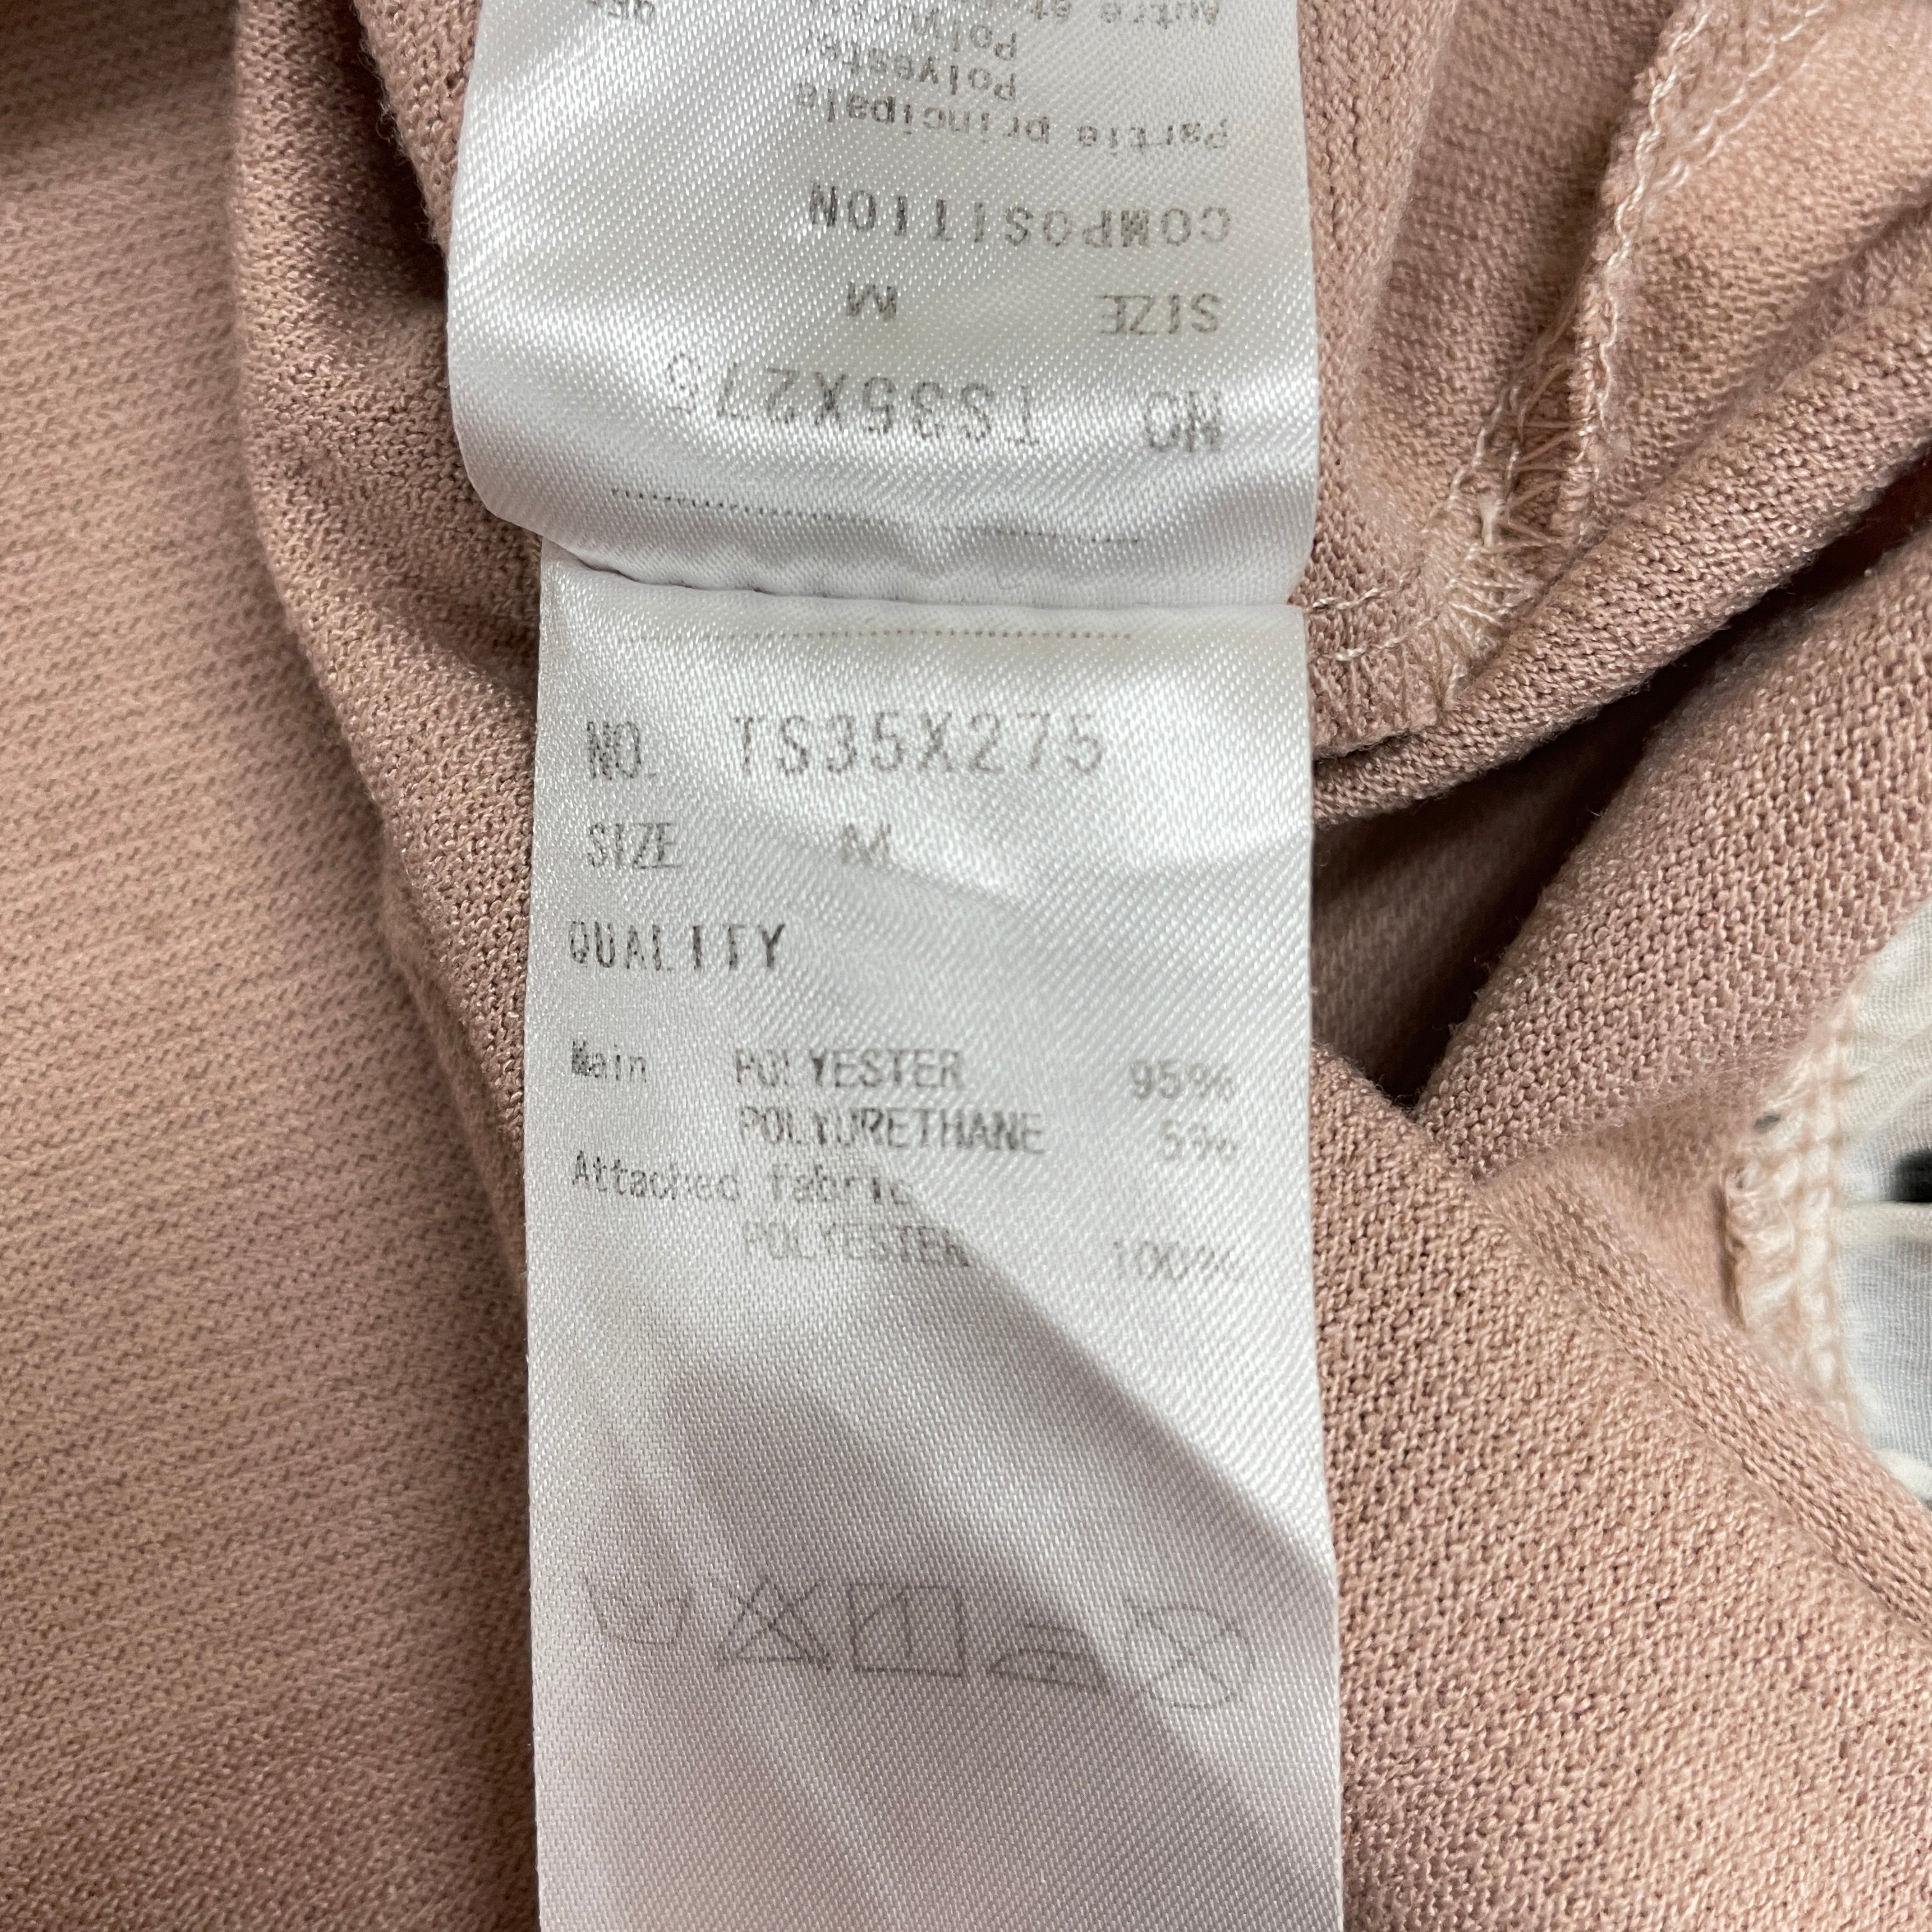 NO. TS35X275
SIZE M
COMPOSITION
Partie principale
autre
NO. TS35X275
SIZE M
QUALITY
Main POLYESTER 95%
POLYURETHANE 5%
Attached fabric
POLYESTER 100%